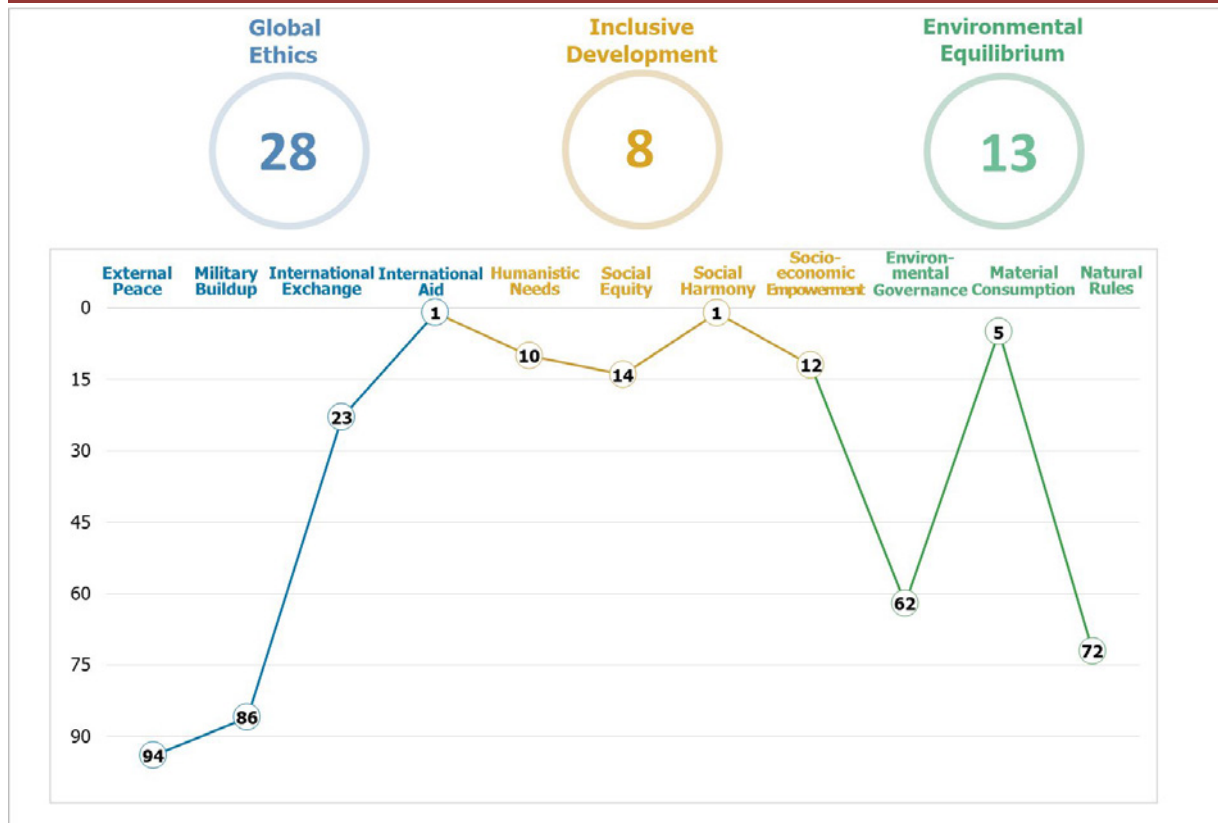 Global
Ethics
28
Inclusive
Development
8
Environmental
Equilibrium
13
External
Peace
Military
Buildup
International
Exchange
International
Aid
Humanistic
Needs
Social
Equity
Social
Harmony
Socio-
economic
Empowerment
Environ-
mental
Governance
Material
Consumption
Natural
Rules
0
15
30
45
60
75
90
94
86
23
1
10
14
1
12
62
5
72